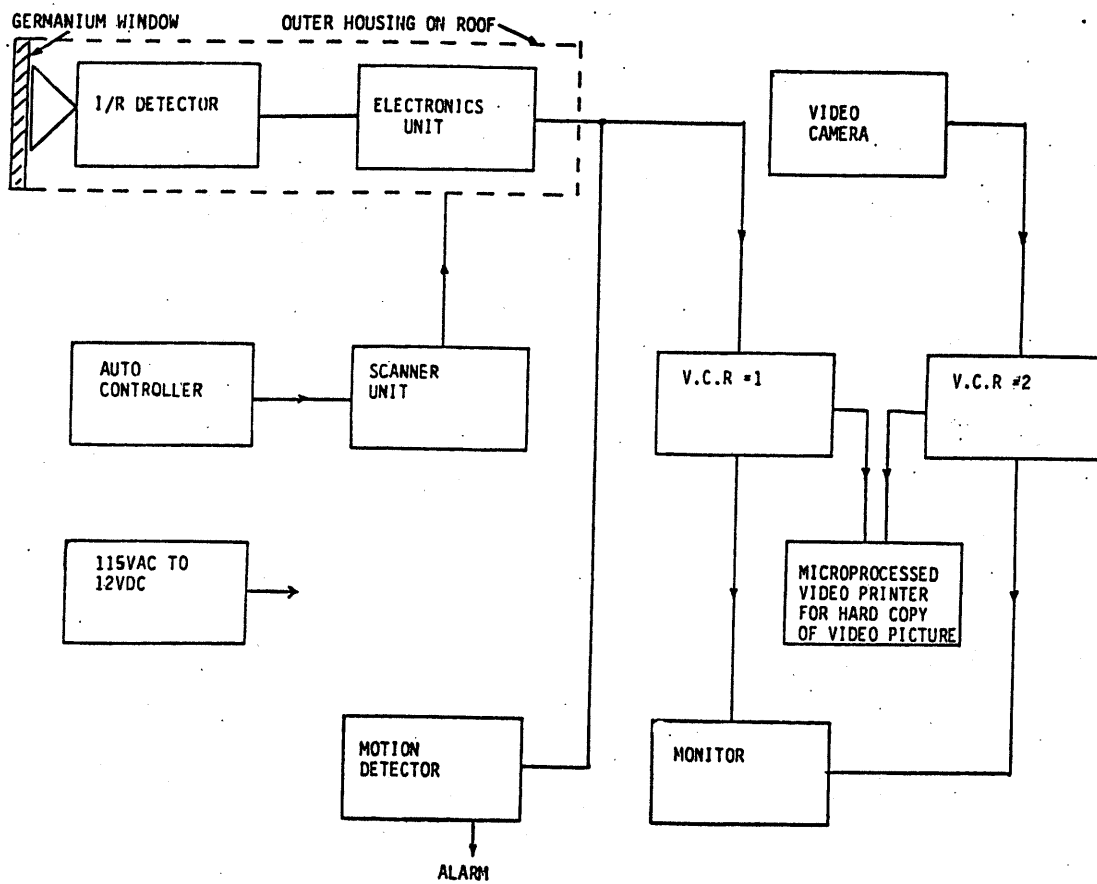 GERMANIUM WINDOW
OUTER HOUSING ON ROOF
I/R DETECTOR
ELECTRONICS
UNIT
VIDEO
CAMERA
AUTO
CONTROLLER
SCANNER
UNIT
V.C.R #1
V.C.R #2
115VAC TO
12VDC
MICROPROCESSED
VIDEO PRINTER
FOR HARD COPY
OF VIDEO PICTURE
MOTION
DETECTOR
MONITOR
ALARM